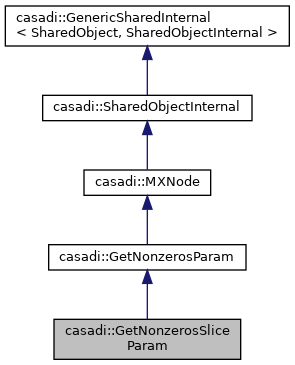 casadi::GenericSharedInternal
< SharedObject, SharedObjectInternal >
casadi::SharedObjectInternal
casadi::MXNode
casadi::GetNonzerosParam
casadi::GetNonzerosSlice
Param